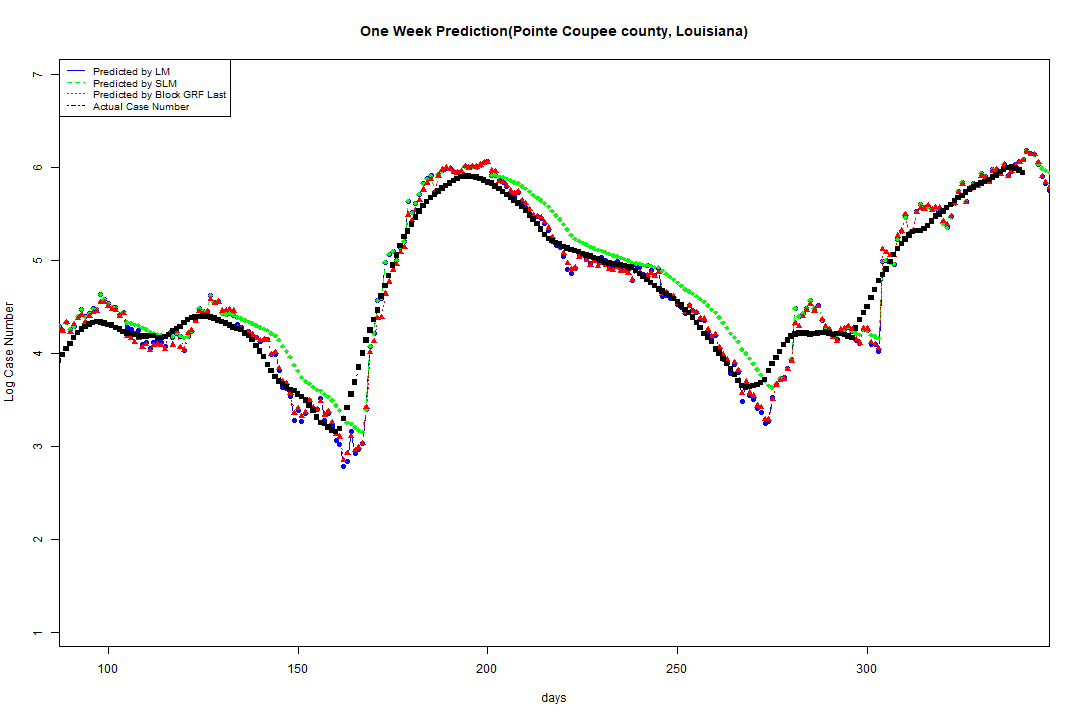 One Week Prediction(Pointe Coupee county, Louisiana)
Predicted by LM
Predicted by SLM
Predicted by Block GRF Last
Actual Case Number
7
6
5
4
3
2
1
Log Case Number
100 150 200 250 300
days